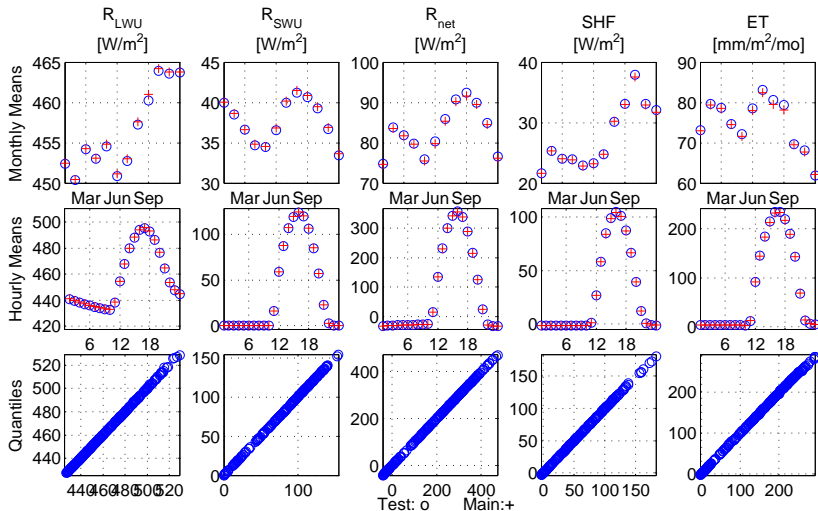 R_LWU R_SWU R_net SHF ET
[W/m²] [W/m²] [W/m²] [W/m²] [mm/m²/mo]
Monthly Means
465 460 455 450
45 40 35 30
100 90 80 70
40 30 20
90 80 70 60
Mar Jun Sep Mar Jun Sep Mar Jun Sep Mar Jun Sep Mar Jun Sep
Hourly Means
500 480 460 440 420
100 50 0
300 200 100 0
100 50 0
200 100 0
6 12 18 6 12 18 6 12 18 6 12 18 6 12 18
Quantiles
520 500 480 460 440
150 100 50 0
400 200 0
150 100 50 0
200 100 0
440 460 480 500 520 0 100 0 200 400 0 50 100 150 0 100 200
Test: o Main:+